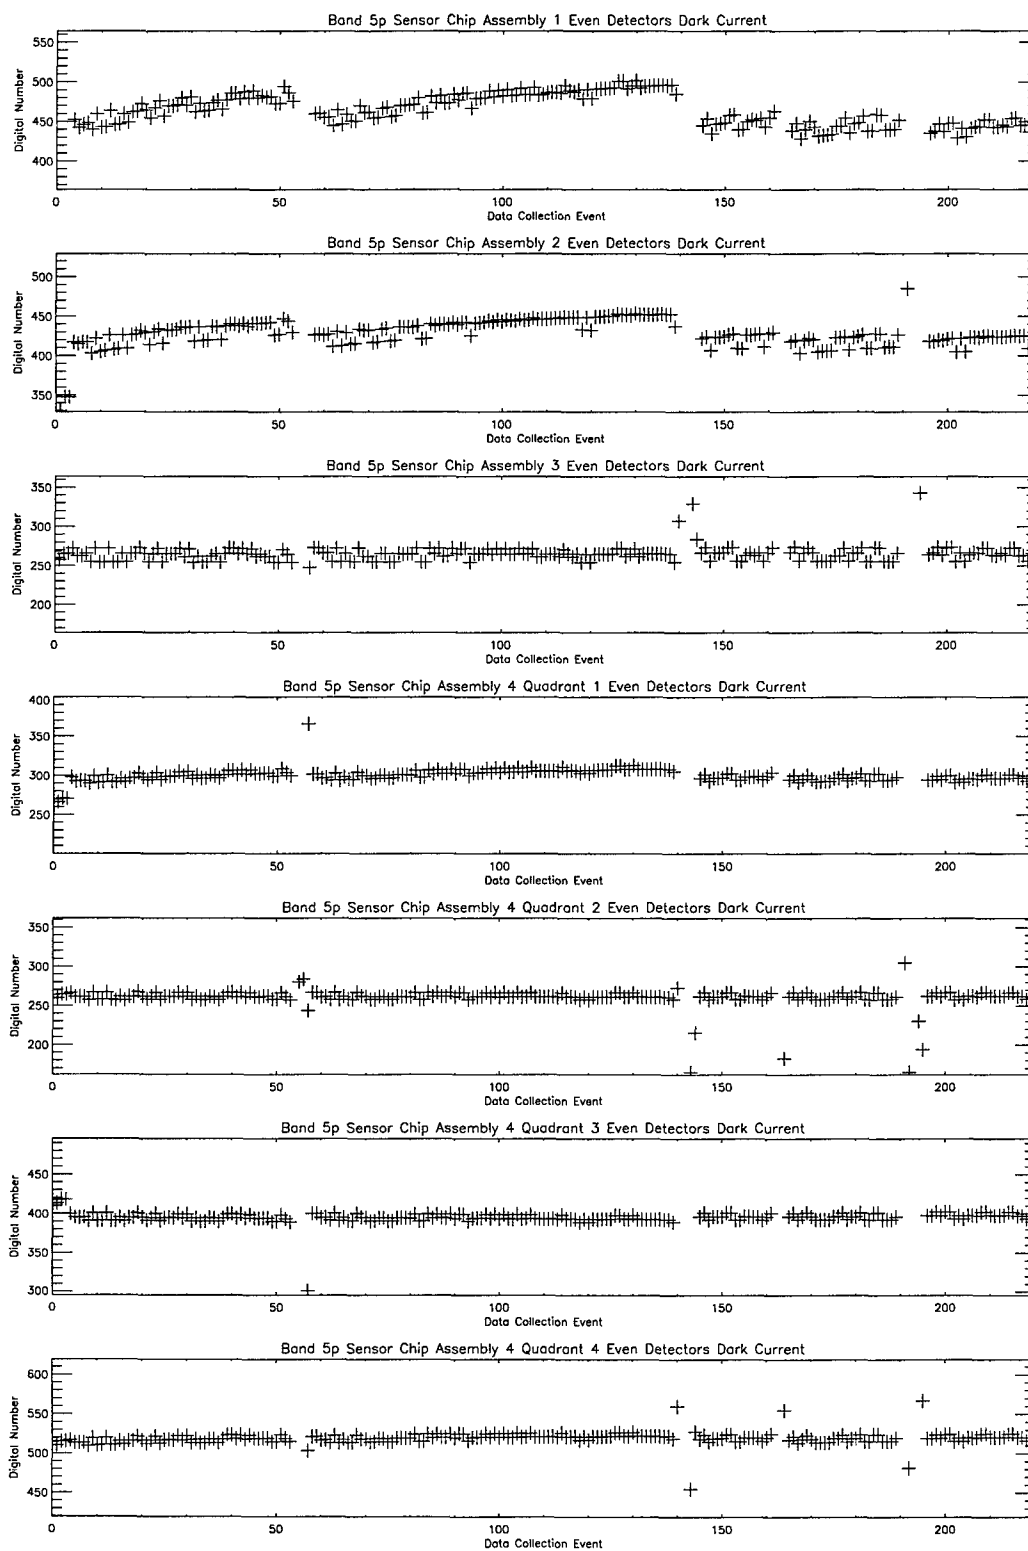 Band 5p Sensor Chip Assembly 1 Even Detectors Dark Current
550
500
450
400
Digital Number
0 50 100 150 200
Data Collection Event
Band 5p Sensor Chip Assembly 2 Even Detectors Dark Current
500
450
400
350
Digital Number
0 50 100 150 200
Data Collection Event
Band 5p Sensor Chip Assembly 3 Even Detectors Dark Current
350
300
250
200
Digital Number
0 50 100 150 200
Data Collection Event
Band 5p Sensor Chip Assembly 4 Quadrant 1 Even Detectors Dark Current
400
350
300
250
Digital Number
0 50 100 150 200
Data Collection Event
Band 5p Sensor Chip Assembly 4 Quadrant 2 Even Detectors Dark Current
350
300
250
200
Digital Number
0 50 100 150 200
Data Collection Event
Band 5p Sensor Chip Assembly 4 Quadrant 3 Even Detectors Dark Current
450
400
350
300
Digital Number
0 50 100 150 200
Data Collection Event
Band 5p Sensor Chip Assembly 4 Quadrant 4 Even Detectors Dark Current
600
550
500
450
Digital Number
0 50 100 150 200
Data Collection Event